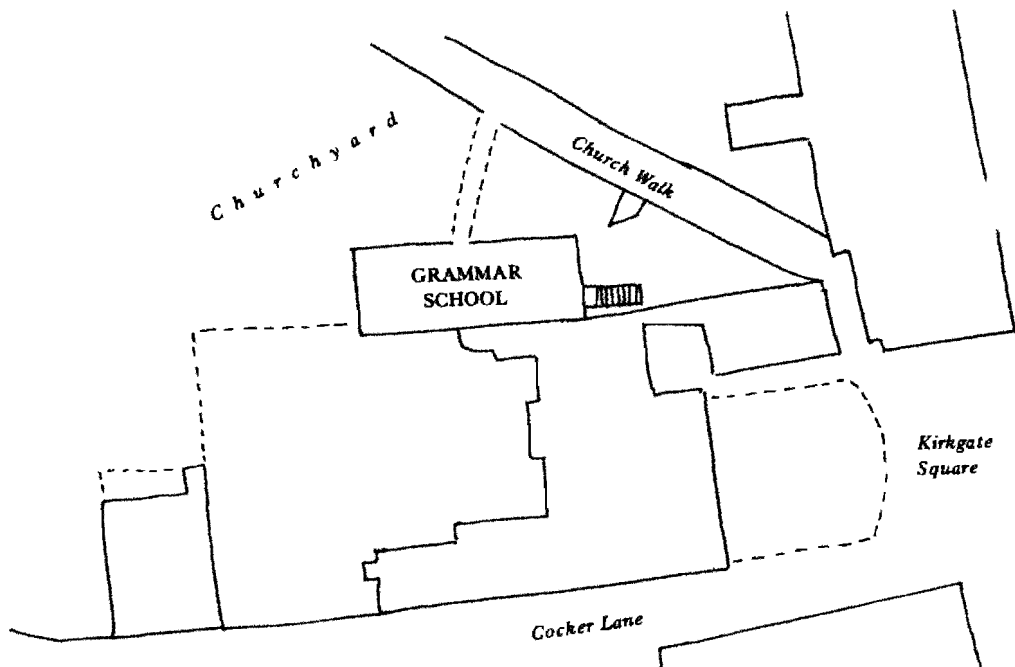 Churchyard
Church Walk
GRAMMAR
SCHOOL
Kirkgate
Square
Cocker Lane